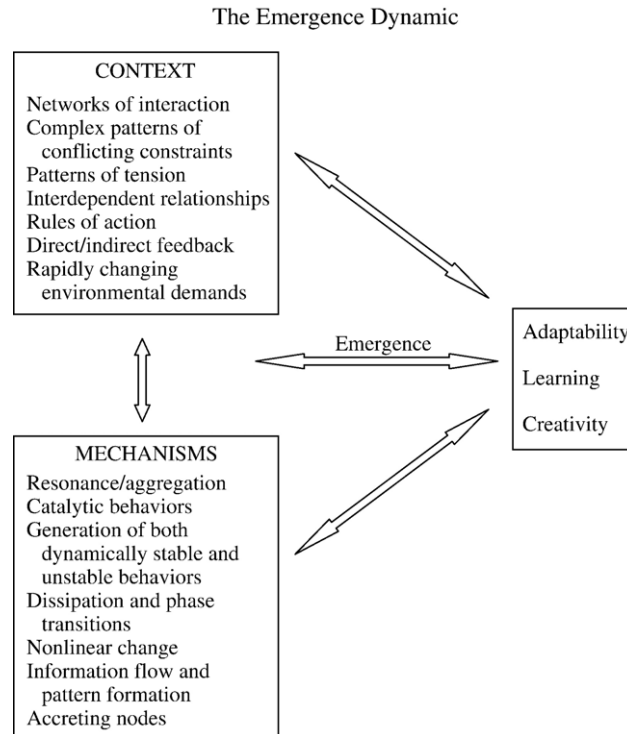 The Emergence Dynamic
CONTEXT
Networks of interaction
Complex patterns of
conflicting constraints
Patterns of tension
Interdependent relationships
Rules of action
Direct/indirect feedback
Rapidly changing
environmental demands
Emergence
Adaptability
Learning
Creativity
MECHANISMS
Resonance/aggregation
Catalytic behaviors
Generation of both
dynamically stable and
unstable behaviors
Dissipation and phase
transitions
Nonlinear change
Information flow and
pattern formation
Accreting nodes